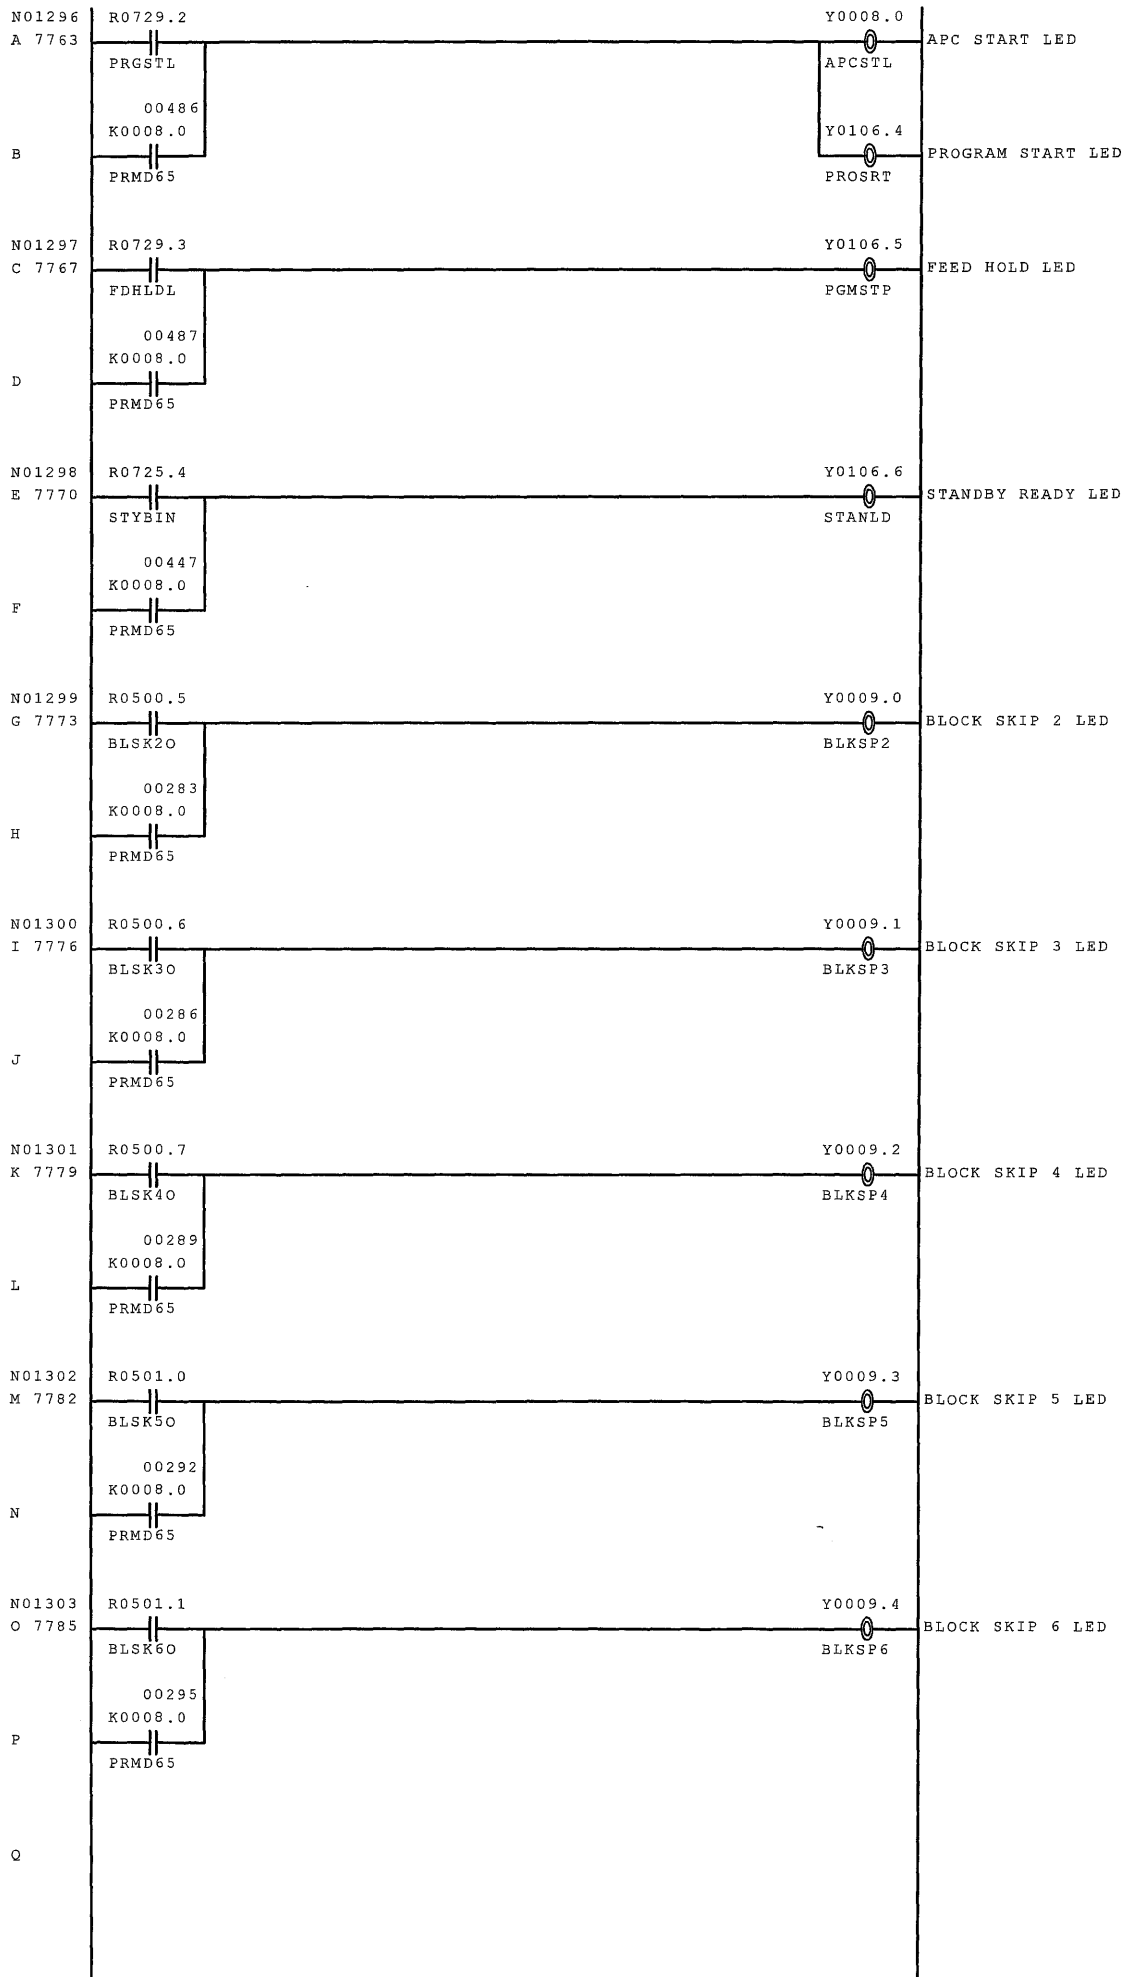 N01296 R0729.2 Y0008.0
A 7763 APC START LED
PRGSTL APCSTL
00486
K0008.0 Y0106.4
B PROGRAM START LED
PRMD65 PROSRT
N01297 R0729.3 Y0106.5
C 7767 FEED HOLD LED
FDHLDL PGMSTP
00487
K0008.0
D
PRMD65
N01298 R0725.4 Y0106.6
E 7770 STANDBY READY LED
STYBIN STANLD
00447
K0008.0
F
PRMD65
N01299 R0500.5 Y0009.0
G 7773 BLOCK SKIP 2 LED
BLSK2O BLKSP2
00283
K0008.0
H
PRMD65
N01300 R0500.6 Y0009.1
I 7776 BLOCK SKIP 3 LED
BLSK3O BLKSP3
00286
K0008.0
J
PRMD65
N01301 R0500.7 Y0009.2
K 7779 BLOCK SKIP 4 LED
BLSK4O BLKSP4
00289
K0008.0
L
PRMD65
N01302 R0501.0 Y0009.3
M 7782 BLOCK SKIP 5 LED
BLSK5O BLKSP5
00292
K0008.0
N
PRMD65
N01303 R0501.1 Y0009.4
O 7785 BLOCK SKIP 6 LED
BLSK6O BLKSP6
00295
K0008.0
P
PRMD65
Q